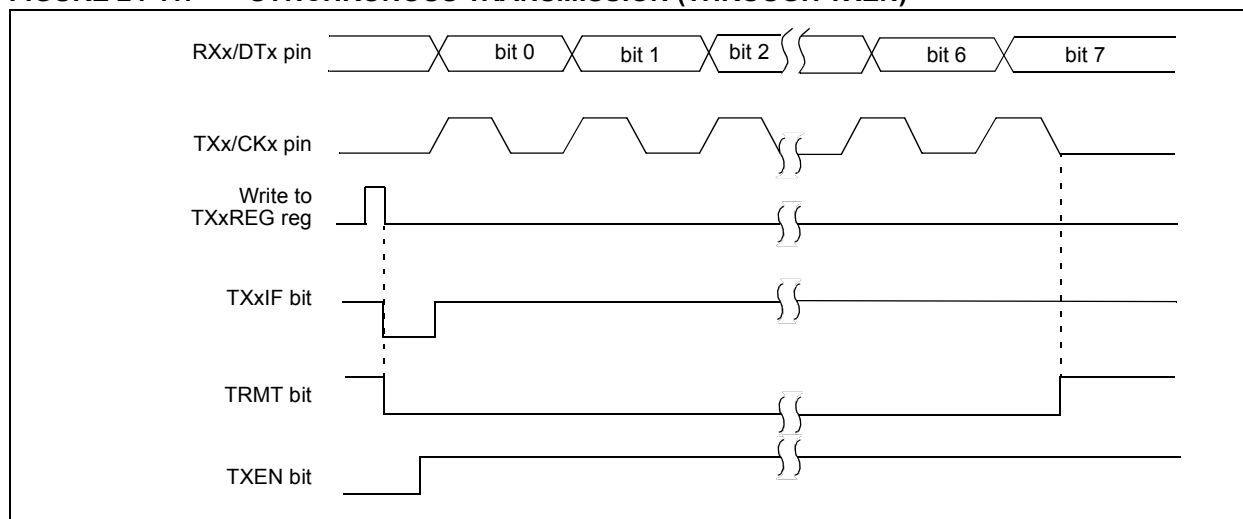 RXx/DTx pin
bit 0
bit 1
bit 2
bit 6
bit 7
TXx/CKx pin
Write to
TXxREG reg
TXxIF bit
TRMT bit
TXEN bit